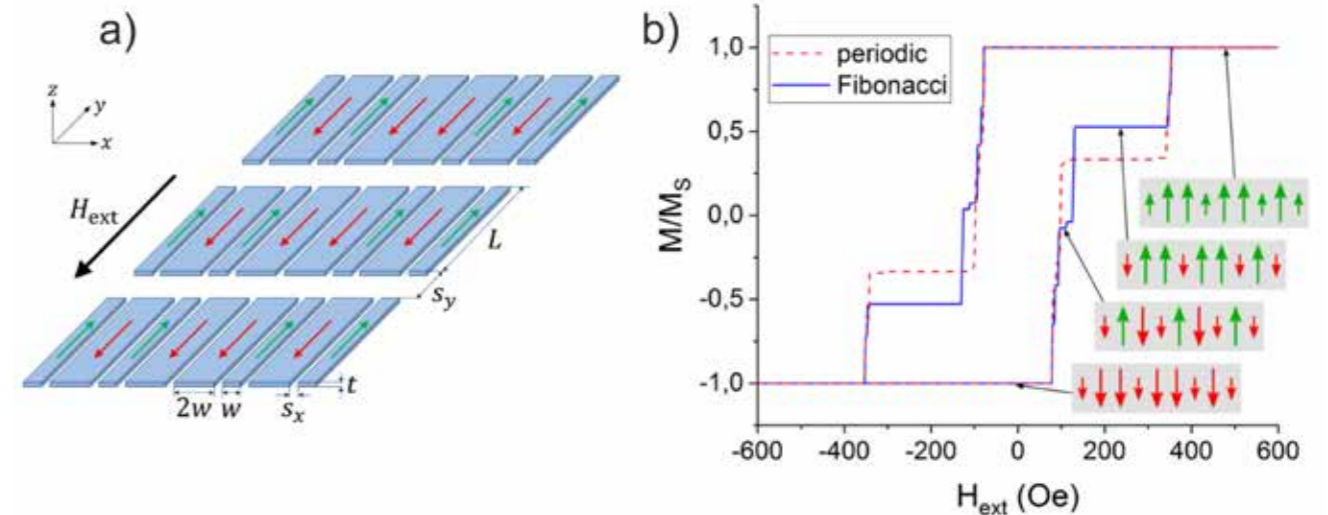 a)
z
y
x
H_ext
L
s_y
2w
w
s_x
t
b)
periodic
Fibonacci
1,0
0,5
0,0
-0,5
-1,0
M/M_S
-600
-400
-200
0
200
400
600
H_ext (Oe)